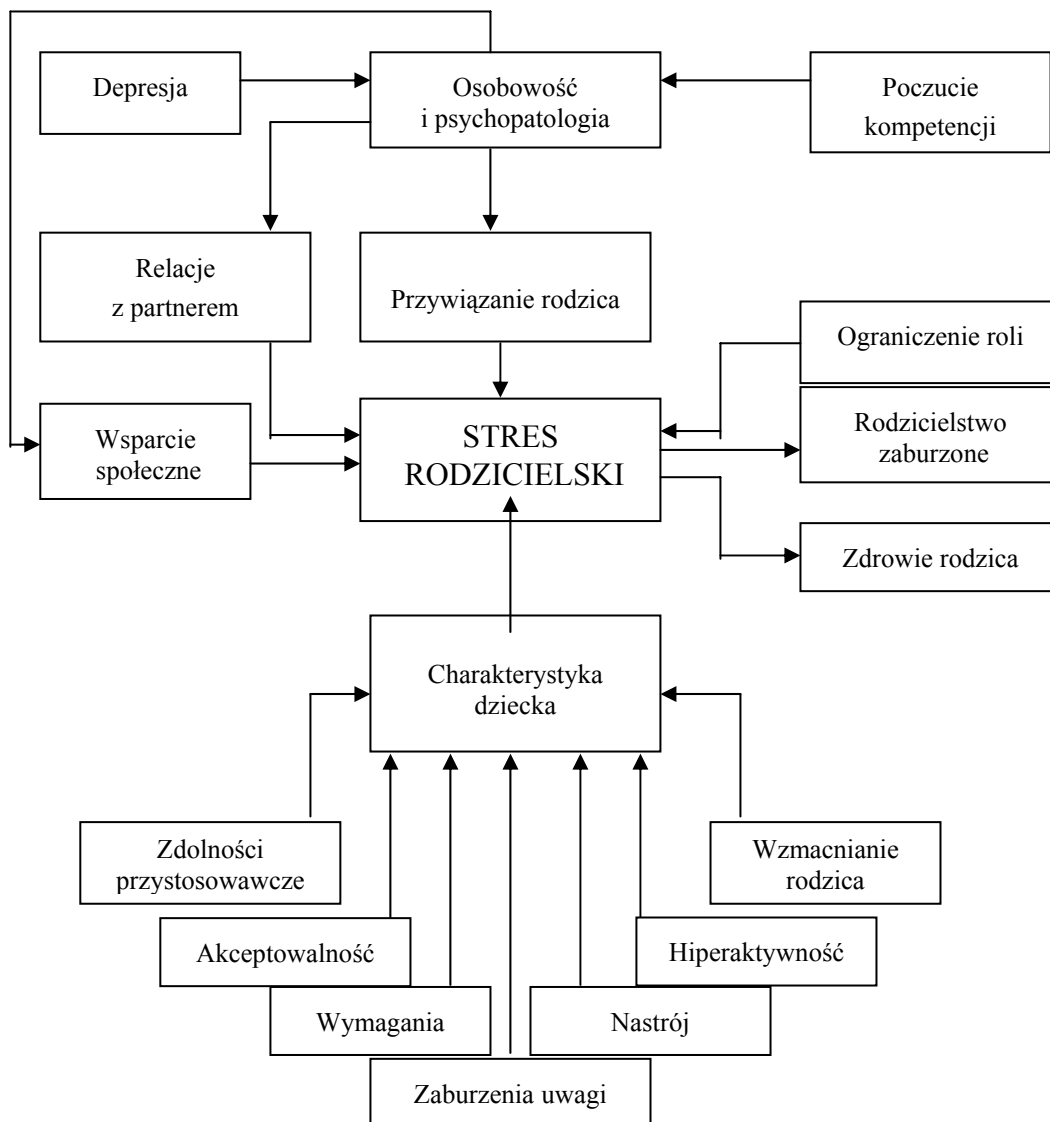 Depresja
Osobowość
i psychopatologia
Poczucie
kompetencji
Relacje
z partnerem
Przywiązanie rodzica
Ograniczenie roli
Wsparcie
społeczne
STRES
RODZICIELSKI
Rodzicielstwo
zaburzone
Zdrowie rodzica
Charakterystyka
dziecka
Zdolności
przystosowawcze
Wzmacnianie
rodzica
Akceptowalność
Hiperaktywność
Wymagania
Nastrój
Zaburzenia uwagi